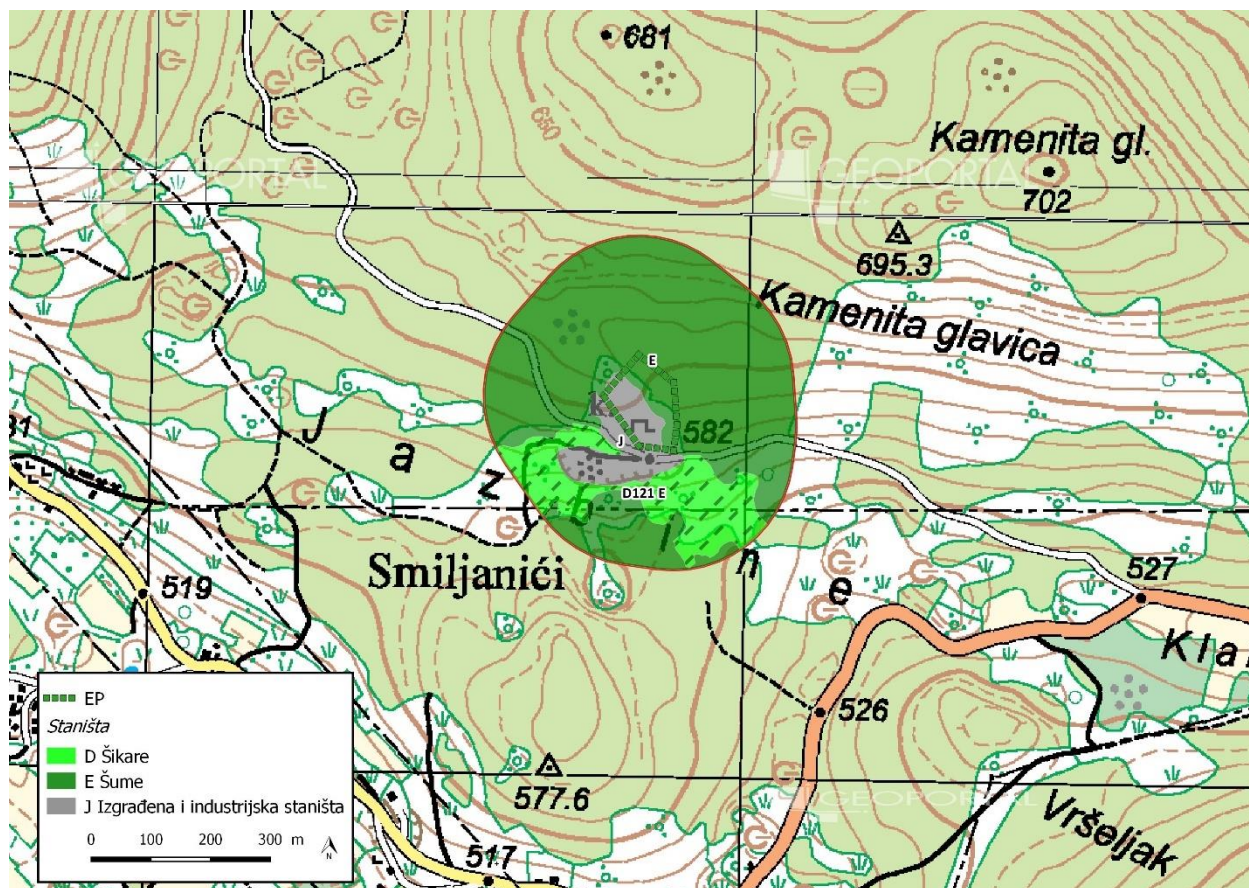 681
650
Kamenita gl.
GEOPORTAL
GEOPORTAL
702
695.3
Kamenita glavica
E
k
582
J
J a z b i n e
D121 E
Smiljanići
527
519
Kla
526
EP
Staništa
D Šikare
E Šume
J Izgrađena i industrijska staništa
0 100 200 300 m
N
577.6
GEOPORTAL
Vršeljak
517